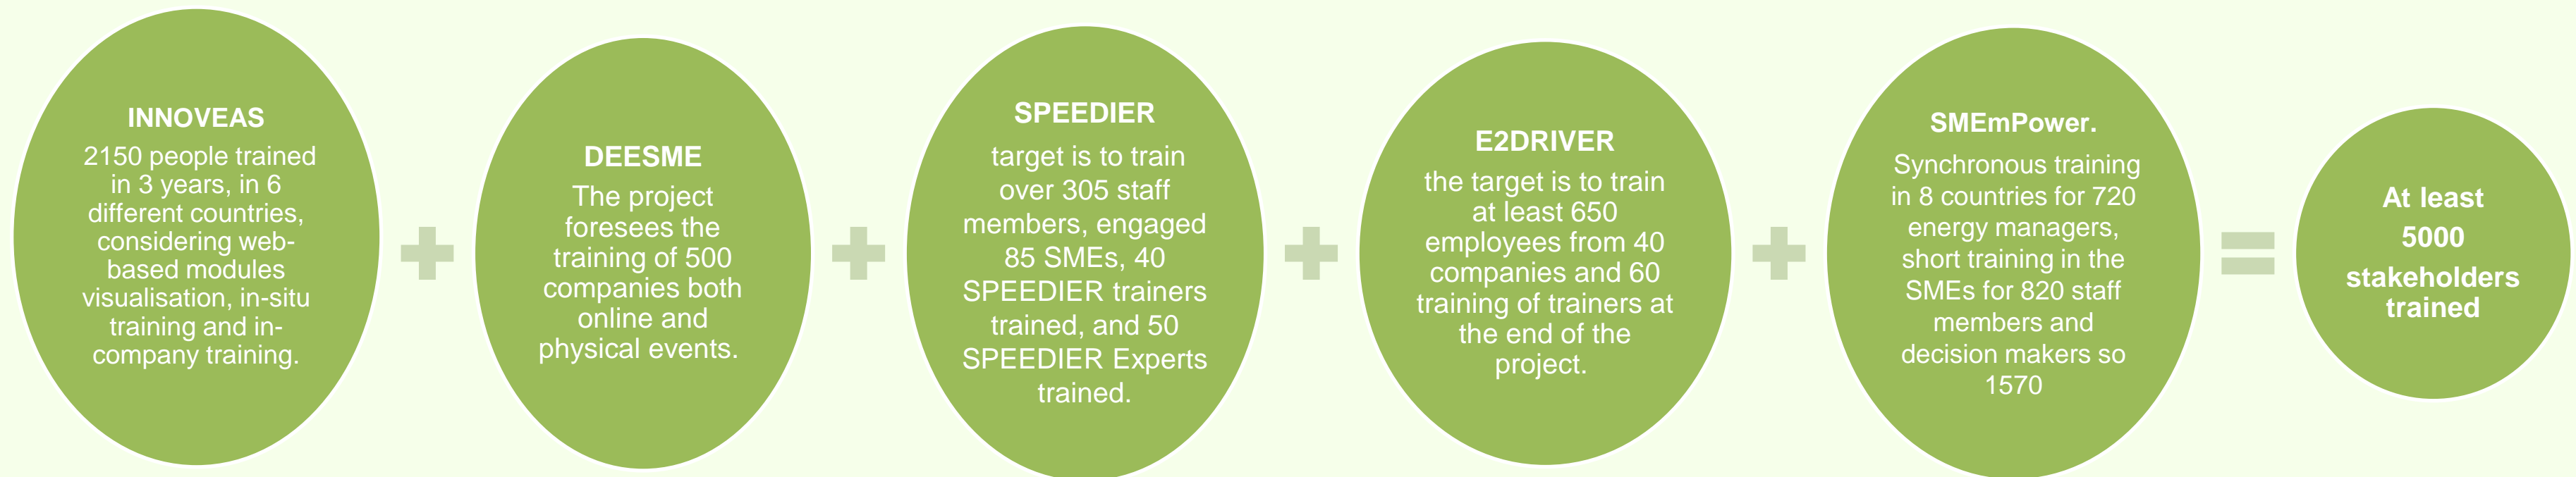 INNOVEAS
2150 people trained
in 3 years, in 6
different countries,
considering web-
based modules
visualisation, in-situ
training and in-
company training.
DEESME
The project
foresees the
training of 500
companies both
online and
physical events.
SPEEDIER
target is to train
over 305 staff
members, engaged
85 SMEs, 40
SPEEDIER trainers
trained, and 50
SPEEDIER Experts
trained.
E2DRIVER
the target is to train
at least 650
employees from 40
companies and 60
training of trainers at
the end of the
project.
SMEmPower.
Synchronous training
in 8 countries for 720
energy managers,
short training in the
SMEs for 820 staff
members and
decision makers so
1570
At least
5000
stakeholders
trained